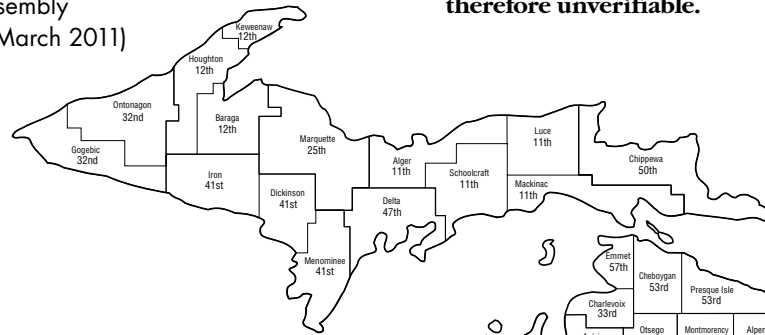 sembly
March 2011)
therefore unverifiable.
Keweenaw
12th
Houghton
12th
Ontonagon
32nd
Baraga
12th
Gogebic
32nd
Iron
41st
Marquette
25th
Dickinson
41st
Menominee
41st
Alger
11th
Delta
47th
Schoolcraft
11th
Luce
11th
Mackinac
11th
Chippewa
50th
Emmet
57th
Cheboygan
53rd
Presque Isle
53rd
Charlevoix
33rd
Otsego
Montmorency
Alper